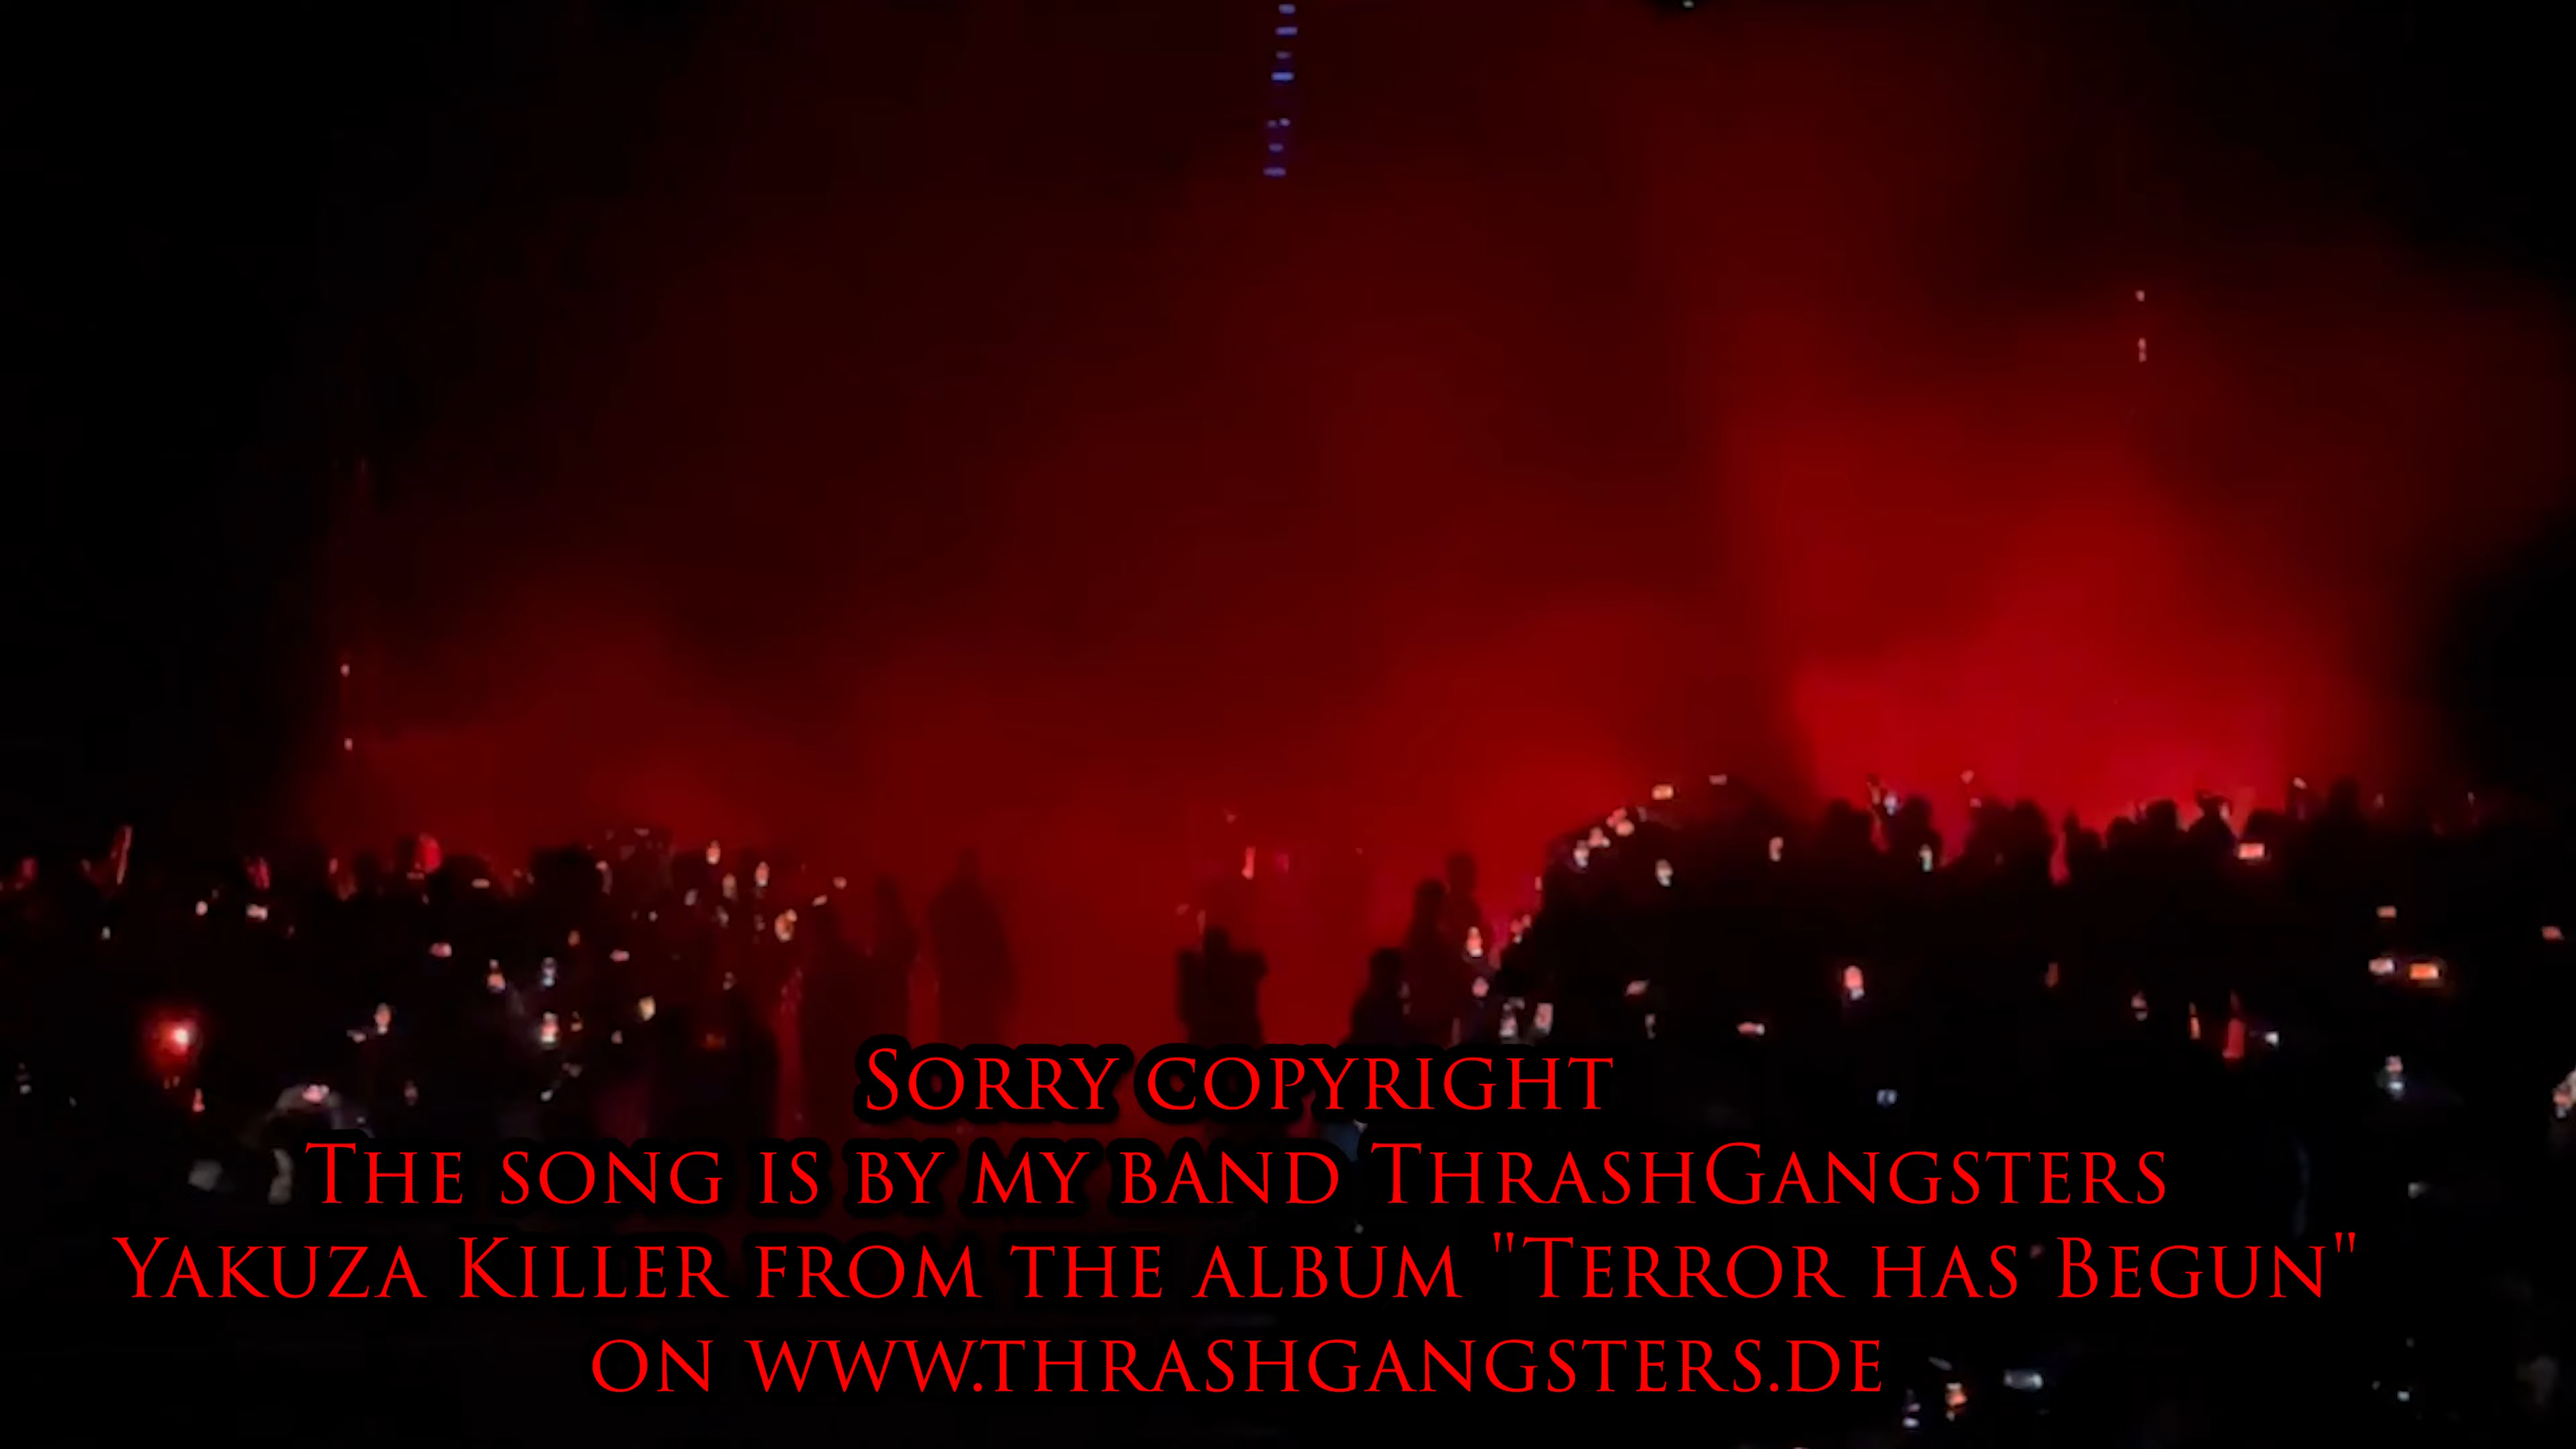 Sorry copyright
The song is by my band ThrashGangsters
Yakuza Killer from the album "Terror has Begun"
on www.thrashgangsters.de